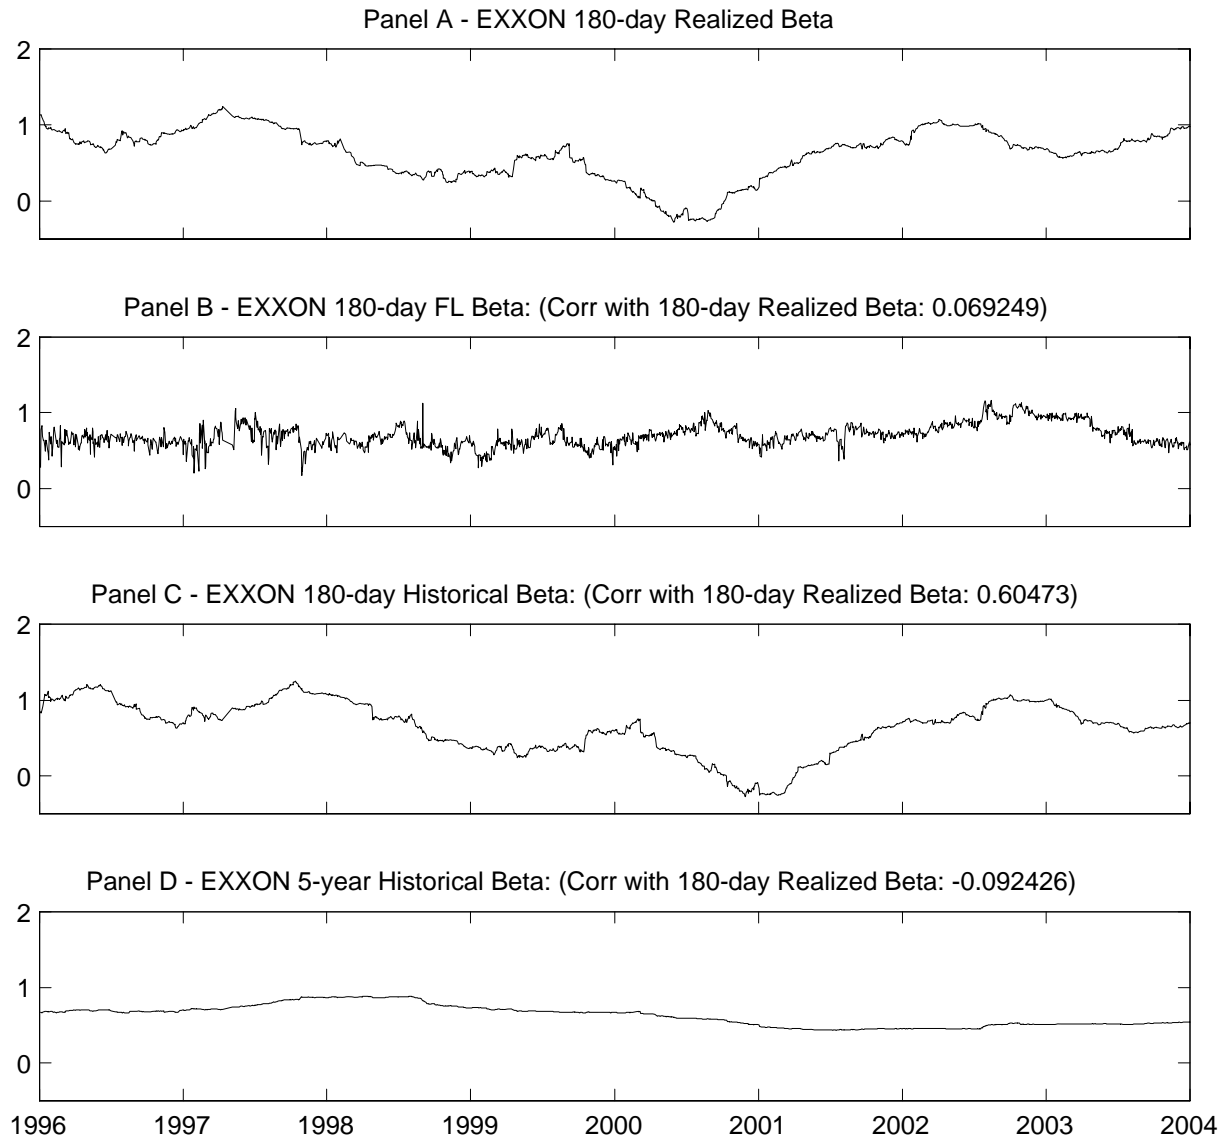 Panel A - EXXON 180-day Realized Beta
2
1
0
Panel B - EXXON 180-day FL Beta: (Corr with 180-day Realized Beta: 0.069249)
2
1
0
Panel C - EXXON 180-day Historical Beta: (Corr with 180-day Realized Beta: 0.60473)
2
1
0
Panel D - EXXON 5-year Historical Beta: (Corr with 180-day Realized Beta: -0.092426)
2
1
0
1996 1997 1998 1999 2000 2001 2002 2003 2004